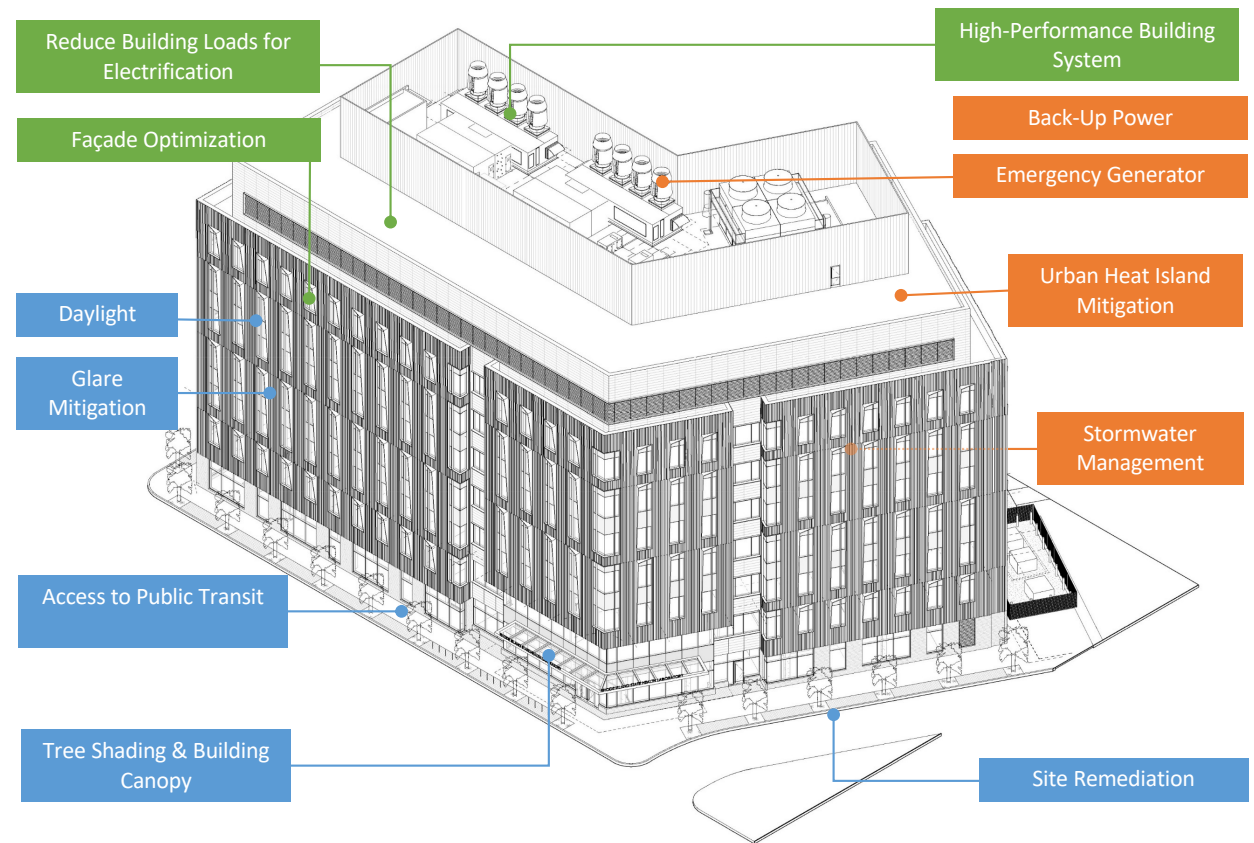 Reduce Building Loads for
Electrification
High-Performance Building
System
Façade Optimization
Back-Up Power
Emergency Generator
Urban Heat Island
Mitigation
Daylight
Glare
Mitigation
Stormwater
Management
Access to Public Transit
Tree Shading & Building
Canopy
Site Remediation